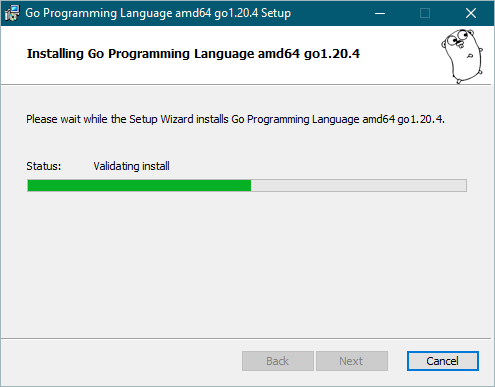 Go Programming Language amd64 go1.20.4 Setup
Installing Go Programming Language amd64 go1.20.4
Please wait while the Setup Wizard installs Go Programming Language amd64 go1.20.4.
Status: Validating install
Back Next Cancel